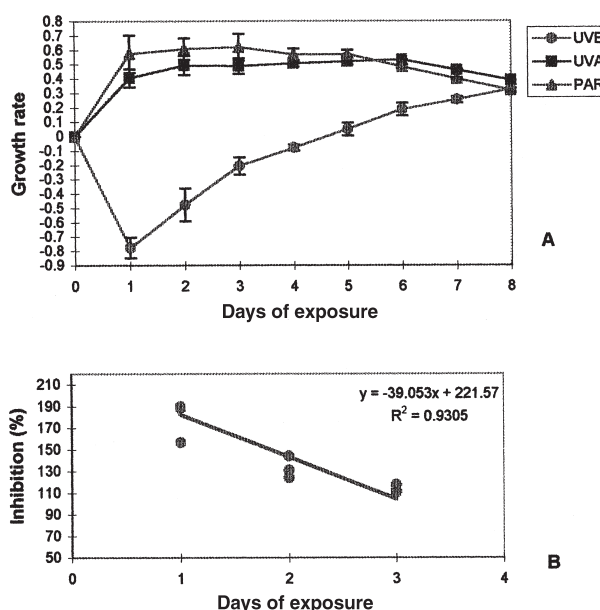 0.8
0.7
0.6
0.5
0.4
0.3
0.2
0.1
0
-0.1
-0.2
-0.3
-0.4
-0.5
-0.6
-0.7
-0.8
-0.9
Growth rate
0 1 2 3 4 5 6 7 8
Days of exposure
UVB
UVA
PAR
A
210
190
170
150
130
110
90
70
50
Inhibition (%)
y = -39.053x + 221.57
R² = 0.9305
0 1 2 3 4
Days of exposure
B